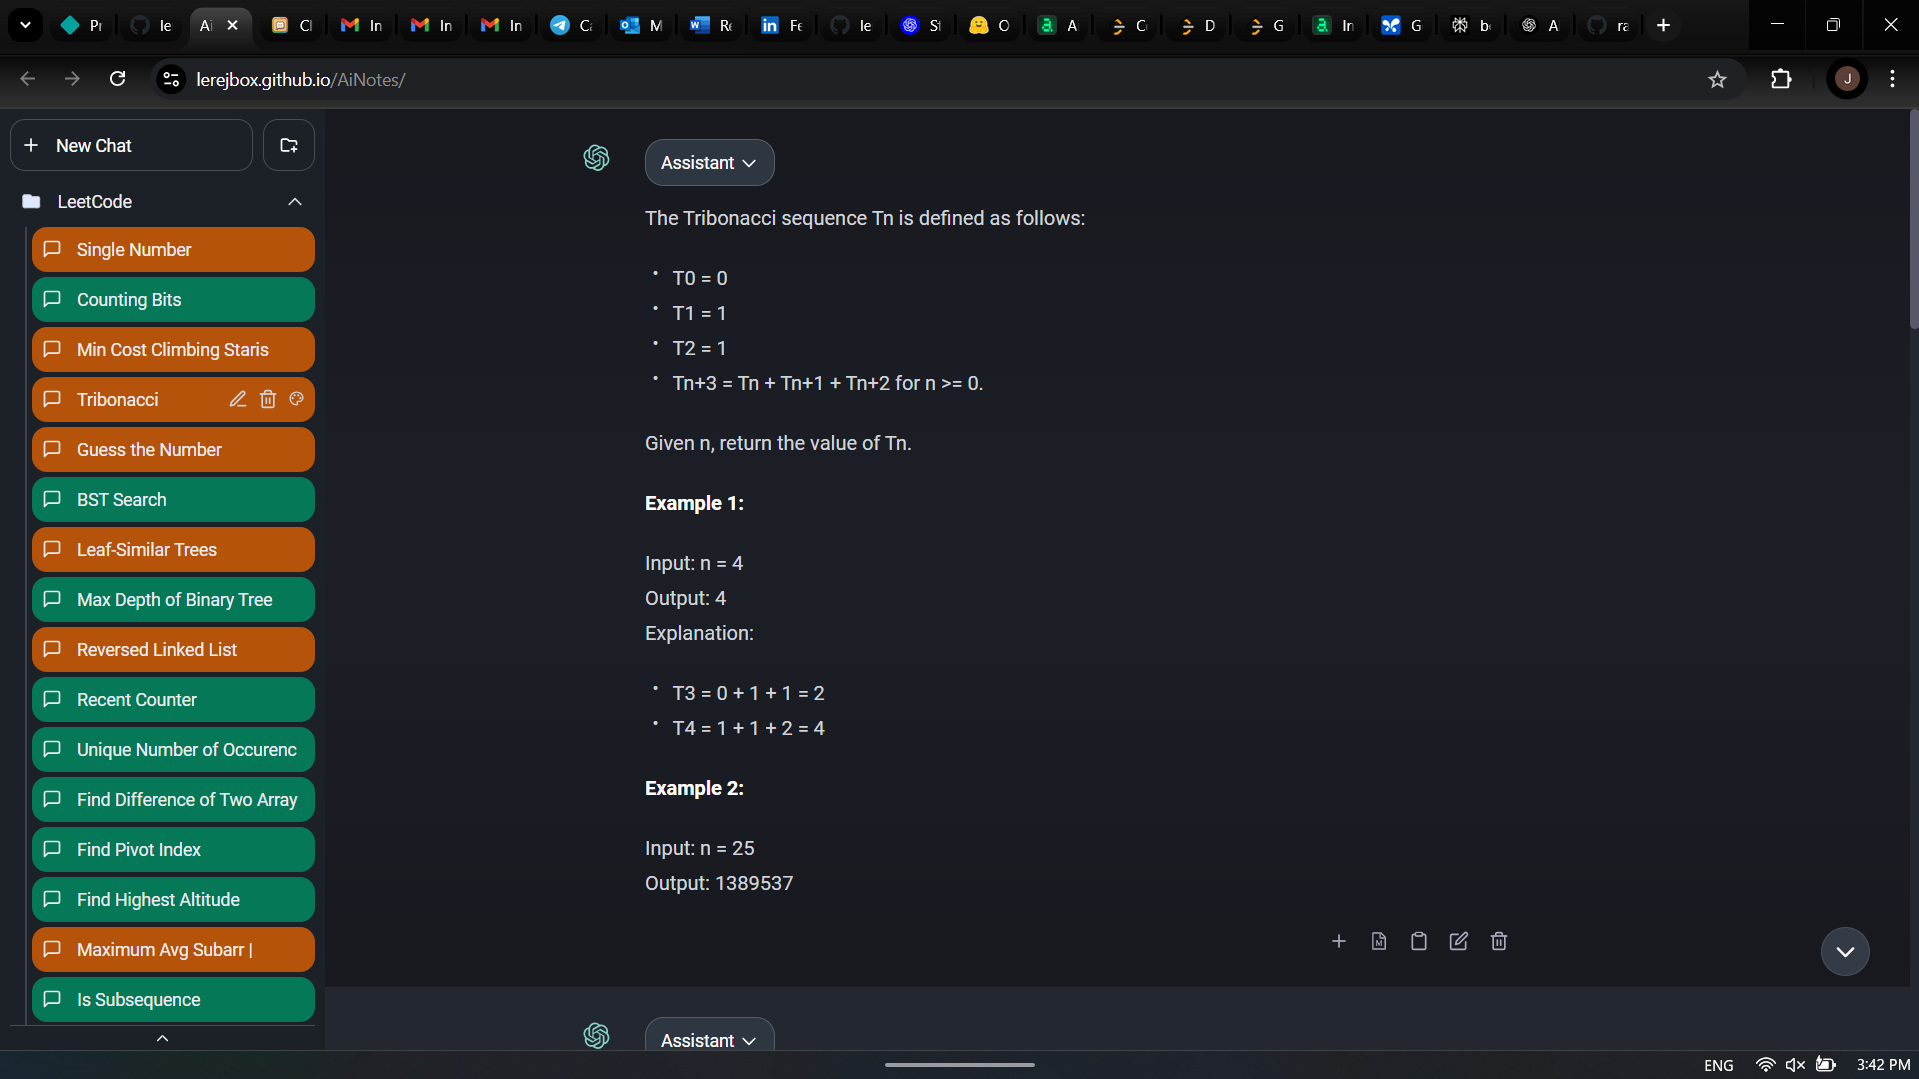 Pr
le
Ai
Cl
In
In
In
Ca
M
Re
in Fe
le
St
O
A
C
D
G
In
G
b
A
ra
lerejbox.github.io/AiNotes/
J
New Chat
LeetCode
Single Number
Counting Bits
Min Cost Climbing Staris
Tribonacci
Guess the Number
BST Search
Leaf-Similar Trees
Max Depth of Binary Tree
Reversed Linked List
Recent Counter
Unique Number of Occurenc
Find Difference of Two Array
Find Pivot Index
Find Highest Altitude
Maximum Avg Subarr |
Is Subsequence
Assistant
The Tribonacci sequence Tn is defined as follows:
• T0 = 0
• T1 = 1
• T2 = 1
• Tn+3 = Tn + Tn+1 + Tn+2 for n >= 0.
Given n, return the value of Tn.
Example 1:
Input: n = 4
Output: 4
Explanation:
• T3 = 0 + 1 + 1 = 2
• T4 = 1 + 1 + 2 = 4
Example 2:
Input: n = 25
Output: 1389537
Assistant
ENG
3:42 PM